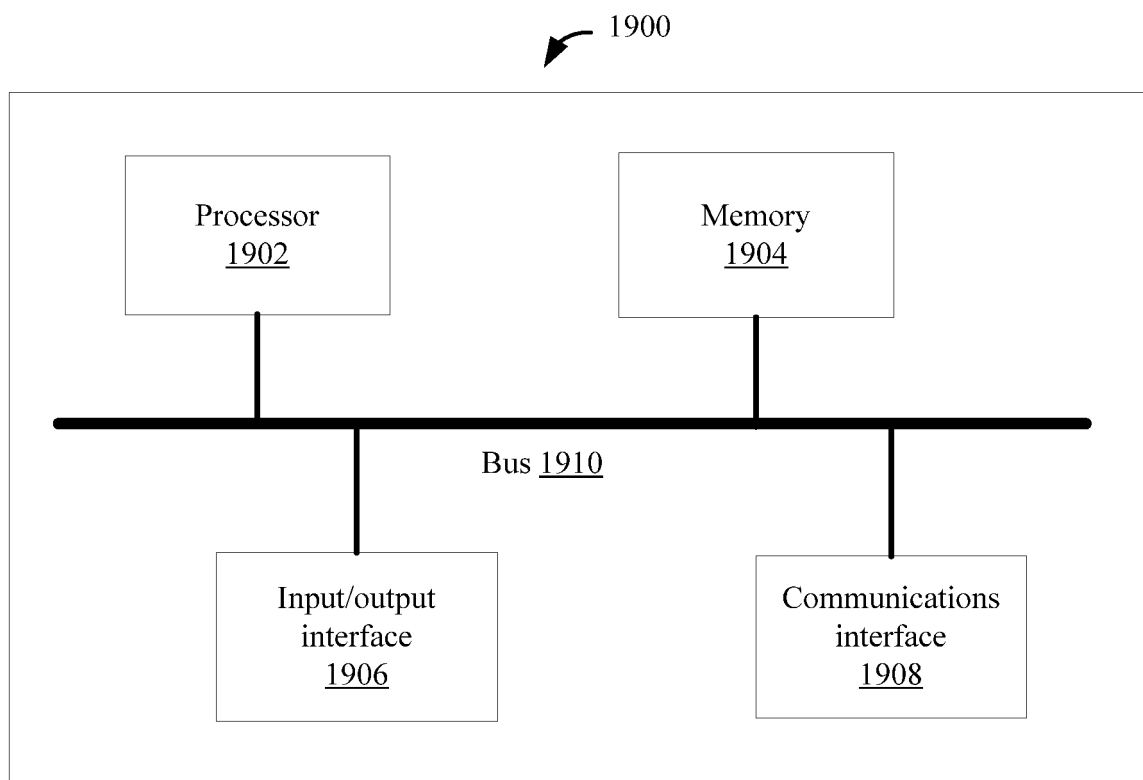 1900
Processor
1902
Memory
1904
Bus 1910
Input/output
interface
1906
Communications
interface
1908